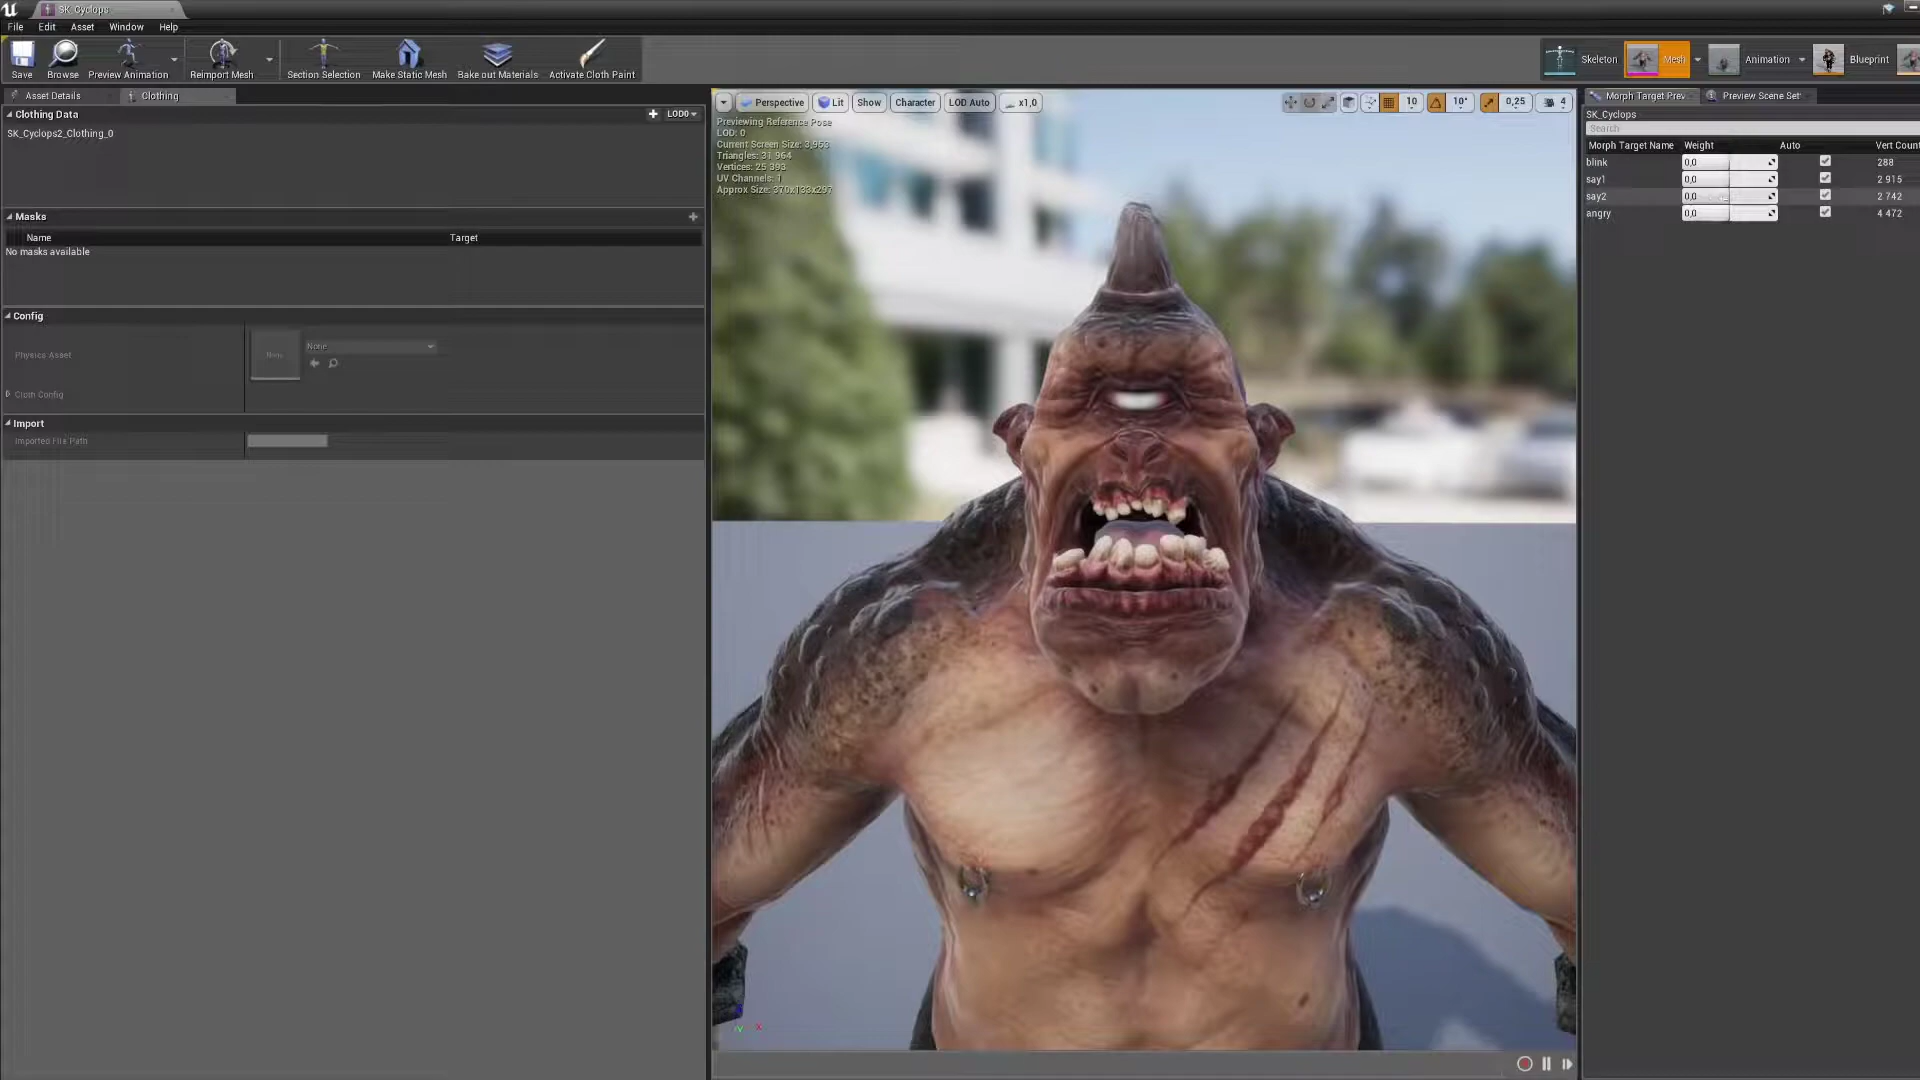 SK_Cyclops
File Edit Asset Window Help
Save Browse Preview Animation Reimport Mesh Section Selection Make Static Mesh Bake out Materials Activate Cloth Paint
Skeleton Mesh Animation Blueprint
Asset Details Clothing
Clothing Data LOD0
SK_Cyclops2_Clothing_0
Masks
Name Target
No masks available
Config
Physics Asset None None
Cloth Config
Import
Imported File Path
Perspective Lit Show Character LOD Auto x1,0 10 10° 0,25 4
Previewing Reference Pose
LOD: 0
Current Screen Size: 3,953
Triangles: 31 964
Vertices: 25 393
UV Channels: 1
Approx Size: 370x133x297
Morph Target Prev Preview Scene Set
SK_Cyclops
Search
Morph Target Name Weight Auto Vert Count
blink 0,0 288
say1 0,0 2 915
say2 0,0 2 742
angry 0,0 4 472